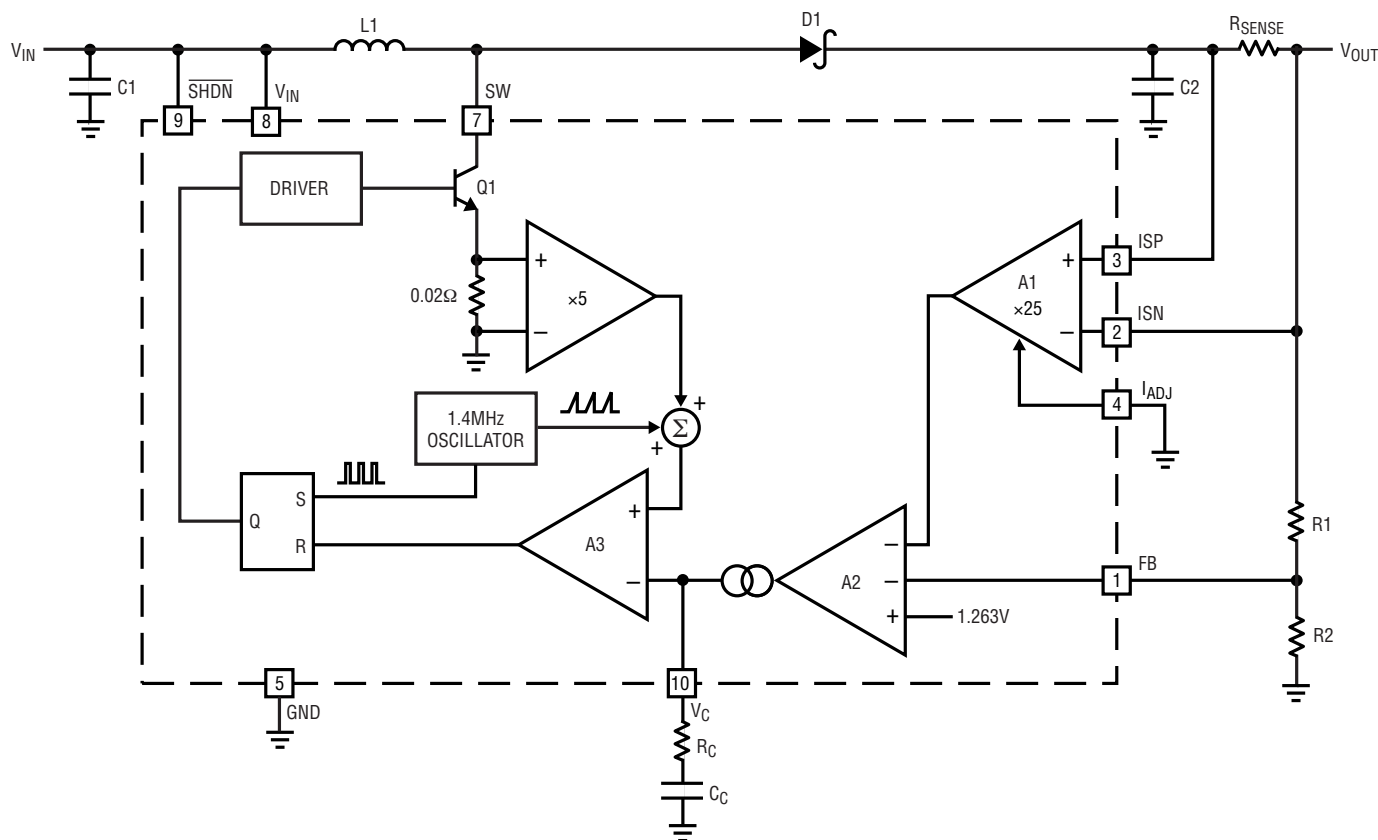 L1
D1
RSENSE
VIN
VOUT
C1
SHDN
VIN
SW
C2
9
8
7
DRIVER
Q1
ISP
+
3
+
A1
0.02Ω
×5
×25
ISN
–
–
2
IADJ
4
1.4MHz
OSCILLATOR
+
Σ
+
S
+
R1
Q
A3
–
R
FB
–
A2
–
1
+
1.263V
R2
5
10
GND
VC
RC
CC